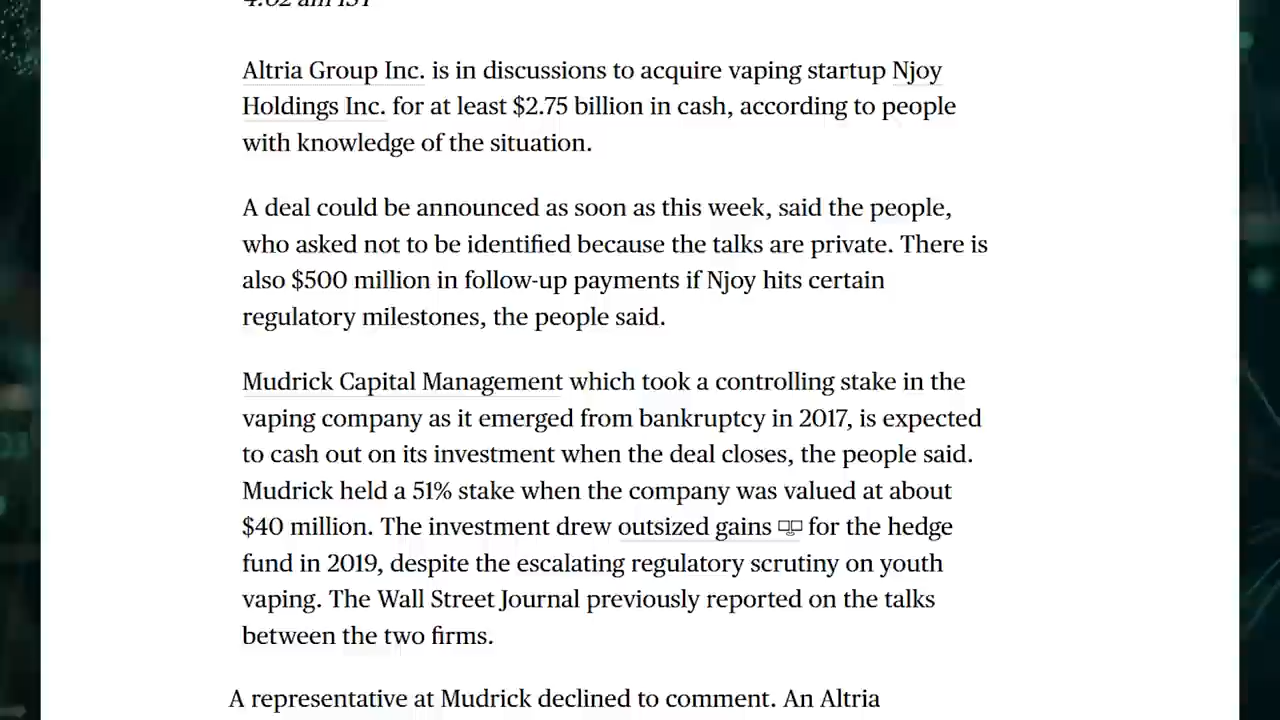 4:02 am IST
Altria Group Inc. is in discussions to acquire vaping startup Njoy
Holdings Inc. for at least $2.75 billion in cash, according to people
with knowledge of the situation.
A deal could be announced as soon as this week, said the people,
who asked not to be identified because the talks are private. There is
also $500 million in follow-up payments if Njoy hits certain
regulatory milestones, the people said.
Mudrick Capital Management which took a controlling stake in the
vaping company as it emerged from bankruptcy in 2017, is expected
to cash out on its investment when the deal closes, the people said.
Mudrick held a 51% stake when the company was valued at about
$40 million. The investment drew outsized gains for the hedge
fund in 2019, despite the escalating regulatory scrutiny on youth
vaping. The Wall Street Journal previously reported on the talks
between the two firms.
A representative at Mudrick declined to comment. An Altria